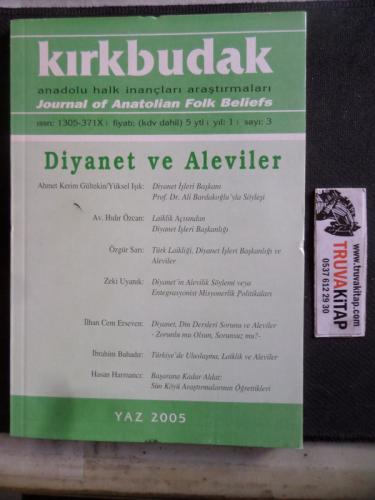 kırkbudak
anadolu halk inançları araştırmaları
Journal of Anatolian Folk Beliefs
issn: 1305-371X : fiyatı: (kdv dahil) 5 ytl : yıl: 1 : sayı: 3
Diyanet ve Aleviler
Ahmet Kerim Gültekin/Yüksel Işık: Diyanet İşleri Başkanı
Prof. Dr. Ali Bardakoğlu'yla Söyleşi
Av. Hıdır Özcan: Laiklik Açısından
Diyanet İşleri Başkanlığı
Özgür Sarı: Türk Laikliği, Diyanet İşleri Başkanlığı ve
Aleviler
Zeki Uyanık: Diyanet'in Alevilik Söylemi veya
Entegrasyonist Misyonerlik Politikaları
İlhan Cem Erseven: Diyanet, Din Dersleri Sorunu ve Aleviler
- Zorunlu mu Olsun, Sorunsuz mu?-
İbrahim Bahadır: Türkiye'de Uluslaşma, Laiklik ve Aleviler
Hasan Harmancı: Başarana Kadar Aldat:
Sün Köyü Araştırmalarının Öğrettikleri
YAZ 2005
www.truvakitap.com
TRUVA
KİTAP
0537 612 29 30